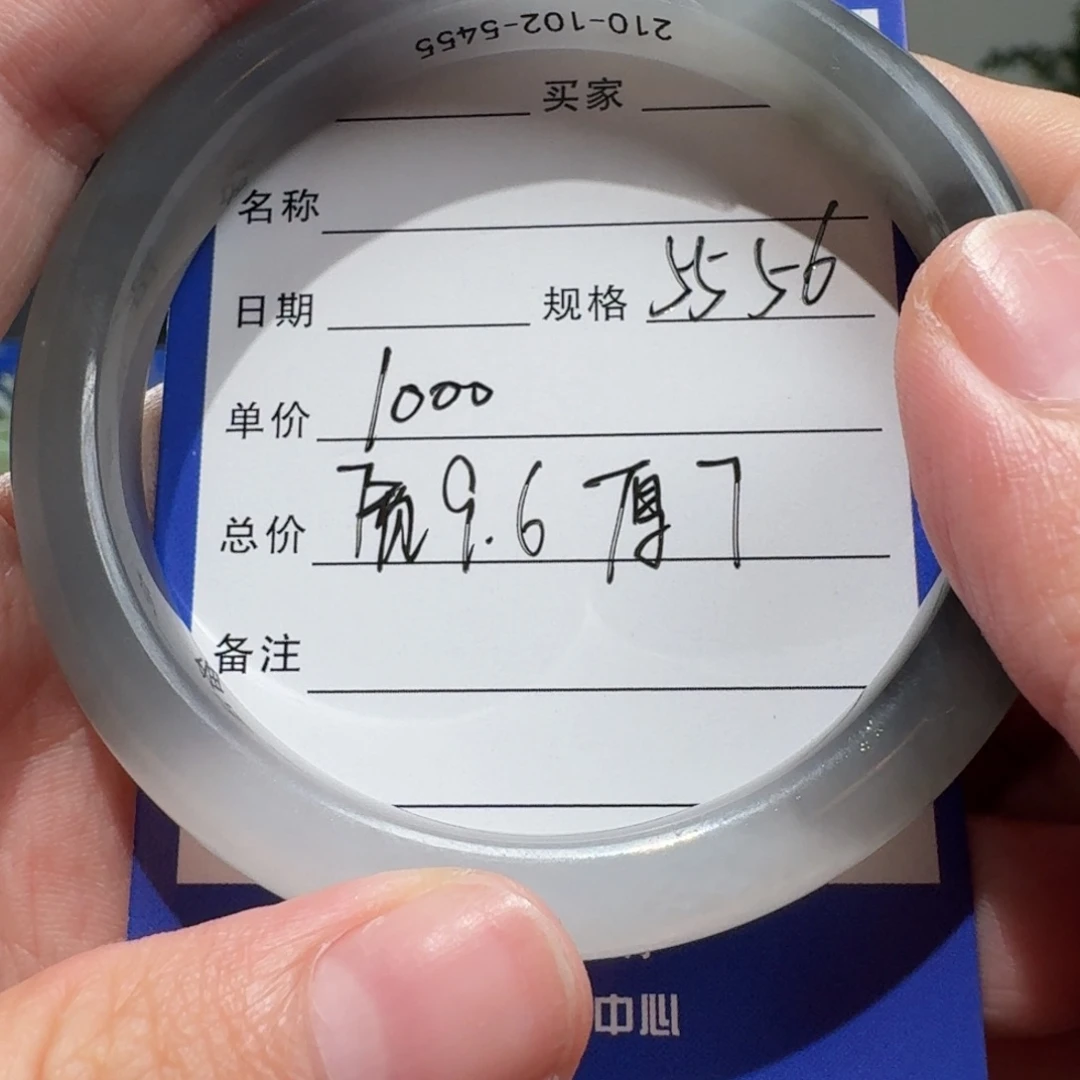 210-102-5455
买家
名称
日期 规格 55 56
单价 1000
总价 宽 9.6 厚 7
备注
中心